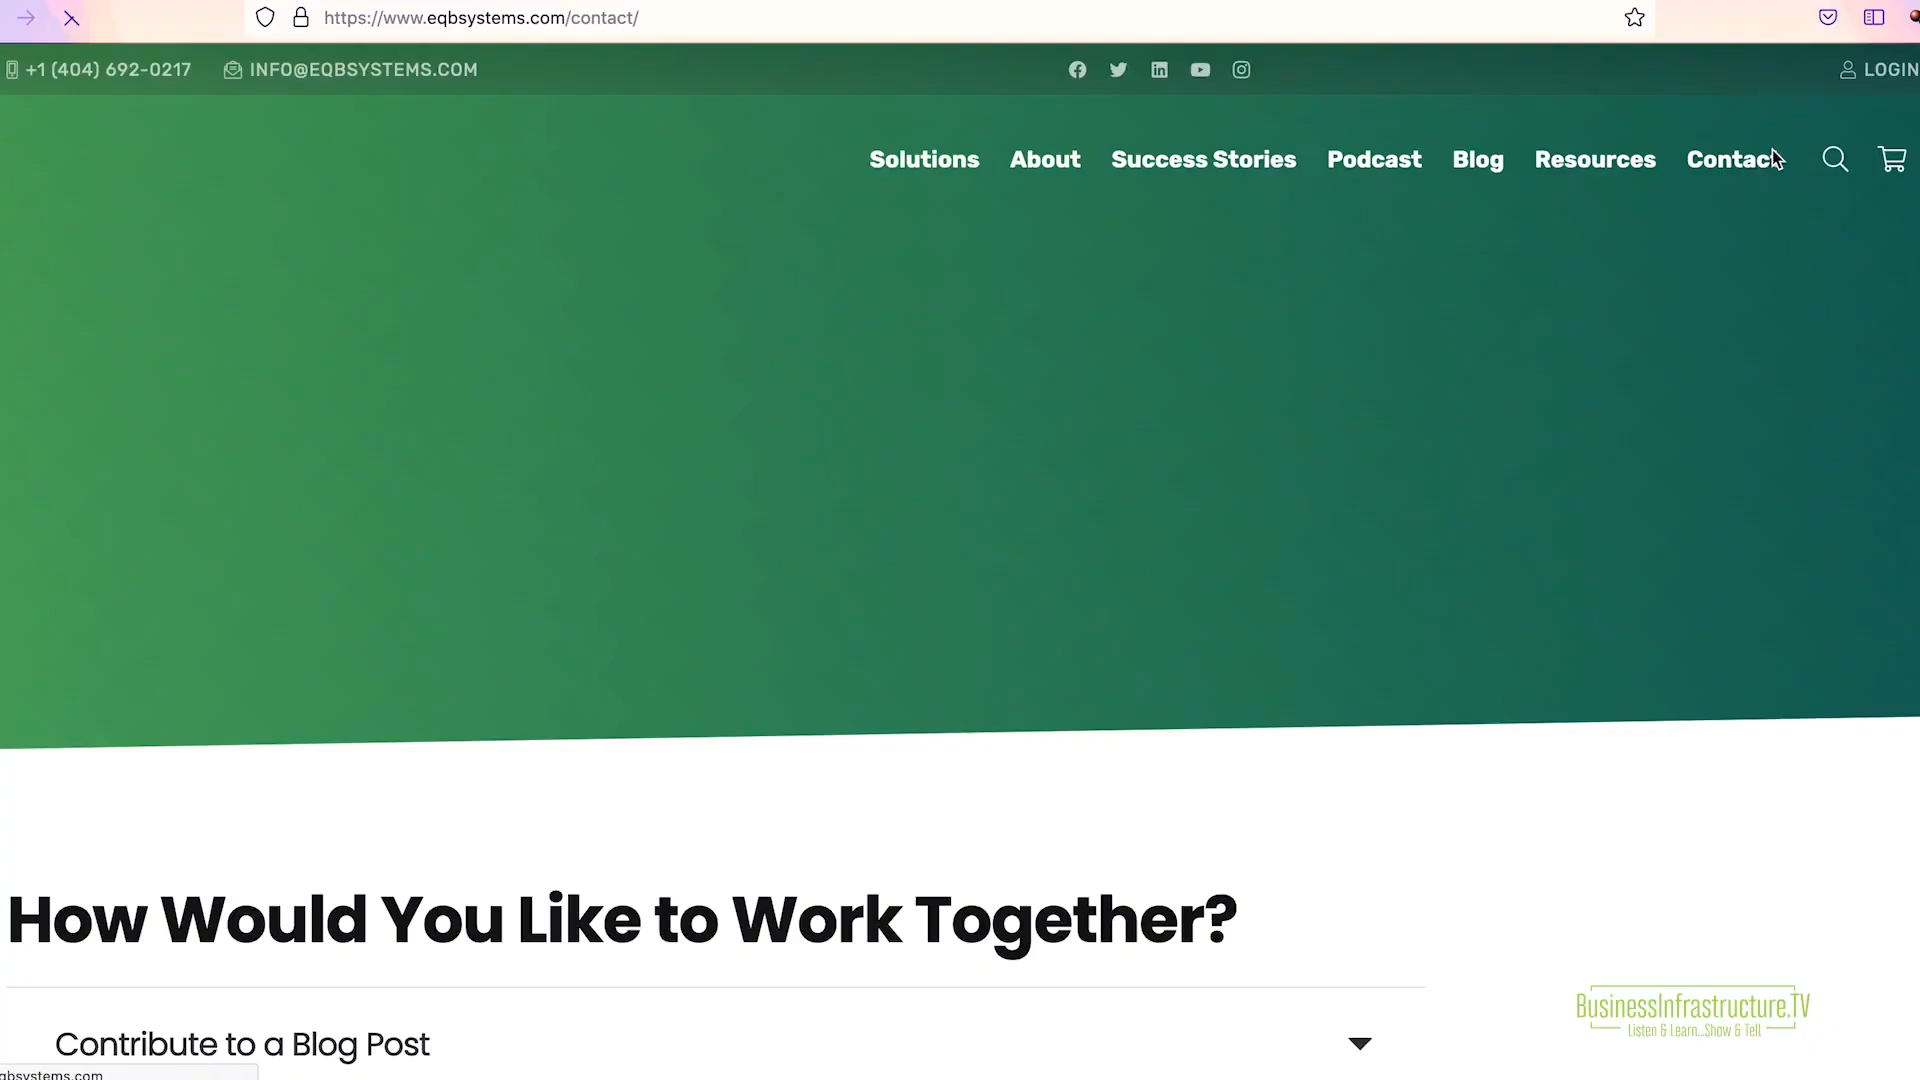 https://www.eqbsystems.com/contact/
+1 (404) 692-0217 INFO@EQBSYSTEMS.COM LOGIN
Solutions About Success Stories Podcast Blog Resources Contact
How Would You Like to Work Together?
Contribute to a Blog Post
BusinessInfrastructure.TV
Listen & Learn...Show & Tell
qbsystems.com